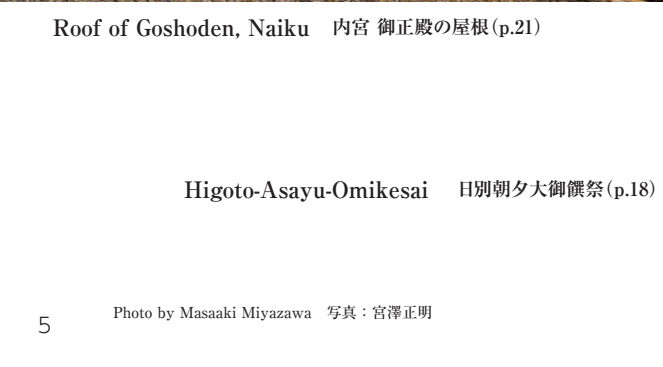 Roof of Goshoden, Naiku 内宮 御正殿の屋根(p.21)
Higoto-Asayu-Omikesai 日別朝夕大御饌祭(p.18)
Photo by Masaaki Miyazawa 写真：宮澤正明
5